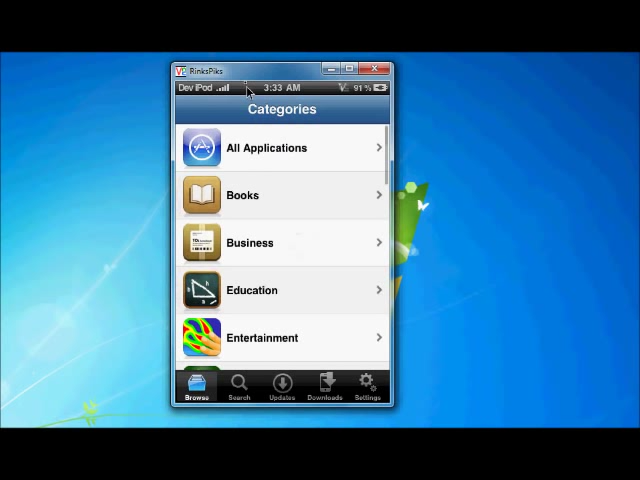 RinksPiks
Dev iPod 3:33 AM 91%
Categories
All Applications
Books
Business
Education
Entertainment
Browse Search Updates Downloads Settings